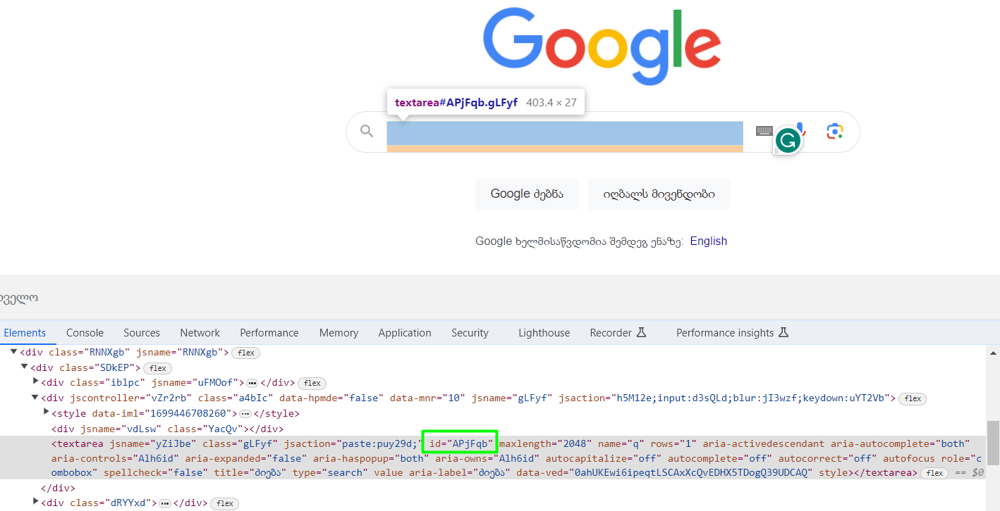 Google
textarea#APjFqb.gLFyf 403.4 × 27
G
Google ძებნა იღბალს მივენდობი
Google ხელმისაწვდომია შემდეგ ენაზე: English
Elements Console Sources Network Performance Memory Application Security Lighthouse Recorder Performance insights
<div class="RNNXgb" jsname="RNNXgb"> flex
<div class="SDkEP"> flex
<div class="iblpc" jsname="uFMOof"> ⋯ </div> flex
<div jscontroller="vZr2rb" class="a4bIc" data-hpmde="false" data-mnr="10" jsname="gLFyf" jsaction="h5M12e;input:d3sQLd;blur:jI3wzf;keydown:uYT2Vb"> flex
<style data-iml="1699446708260"> ⋯ </style>
<div jsname="vdLsw" class="YacQv"></div>
<textarea jsname="yZiJbe" class="gLFyf" jsaction="paste:puy29d;" id="APjFqb" maxlength="2048" name="q" rows="1" aria-activedescendant aria-autocomplete="both"
aria-controls="Alh6id" aria-expanded="false" aria-haspopup="both" aria-owns="Alh6id" autocapitalize="off" autocomplete="off" autocorrect="off" autofocus role="c
ombobox" spellcheck="false" title="ძიება" type="search" value aria-label="ძიება" data-ved="0ahUKEwi6ipeqtLSCAxXcQvEDHX5TDogQ39UDCAQ" style></textarea> flex == $0
</div>
<div class="dRYYxd"> ⋯ </div> flex